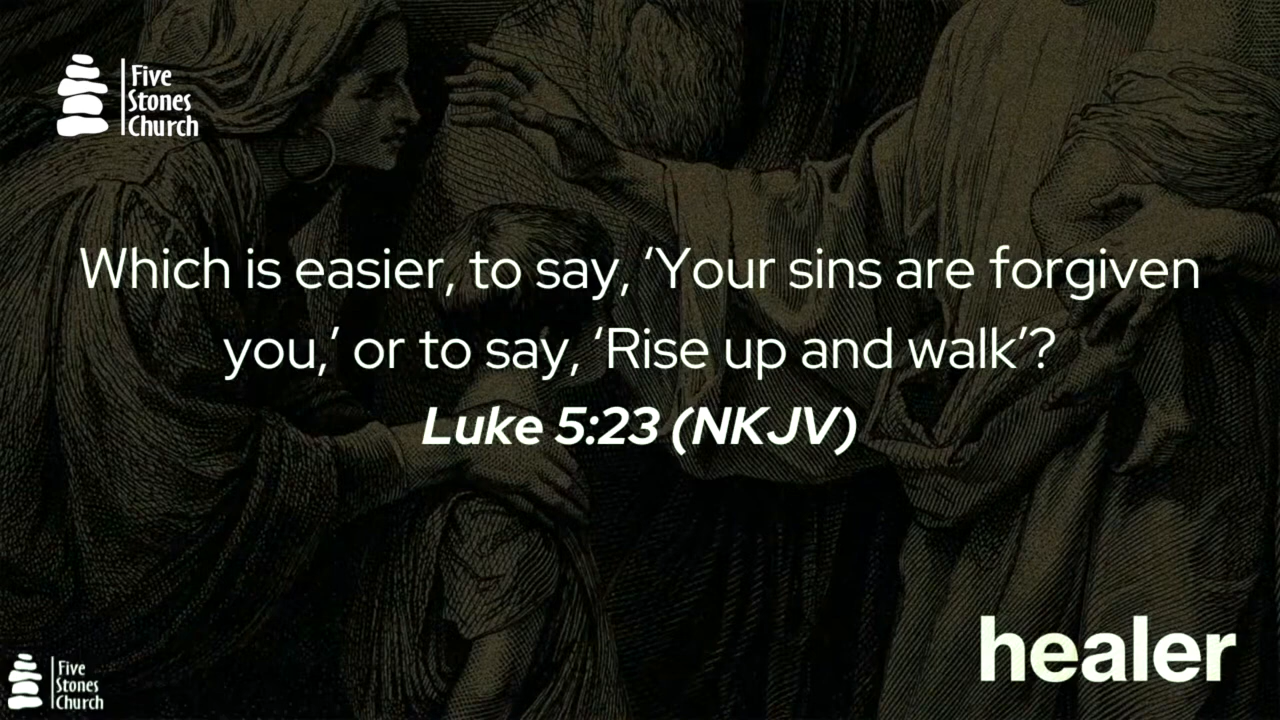 Five
Stones
Church
Which is easier, to say, ‘Your sins are forgiven
you,’ or to say, ‘Rise up and walk’?
Luke 5:23 (NKJV)
healer
Five
Stones
Church